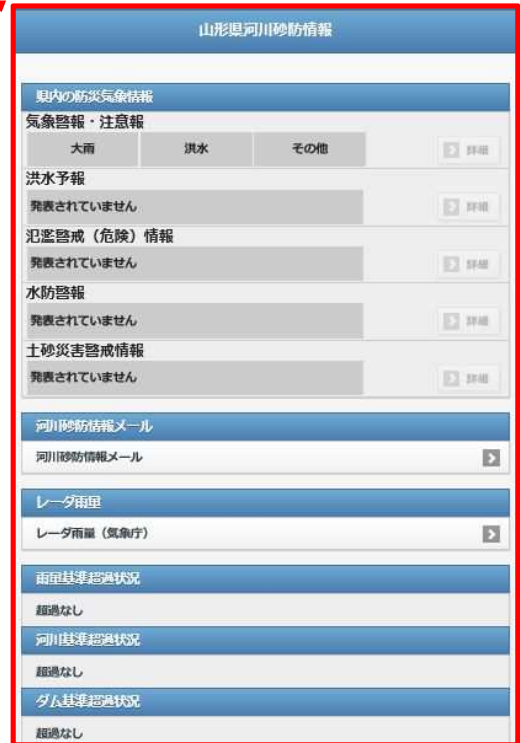 山形県河川砂防情報
県内の防災気象情報
気象警報・注意報
大雨 洪水 その他 詳細
洪水予報
発表されていません 詳細
氾濫警戒（危険）情報
発表されていません 詳細
水防警報
発表されていません 詳細
土砂災害警戒情報
発表されていません 詳細
河川砂防情報メール
河川砂防情報メール
レーダ雨量
レーダ雨量（気象庁）
雨量基準超過状況
超過なし
河川基準超過状況
超過なし
ダム基準超過状況
超過なし